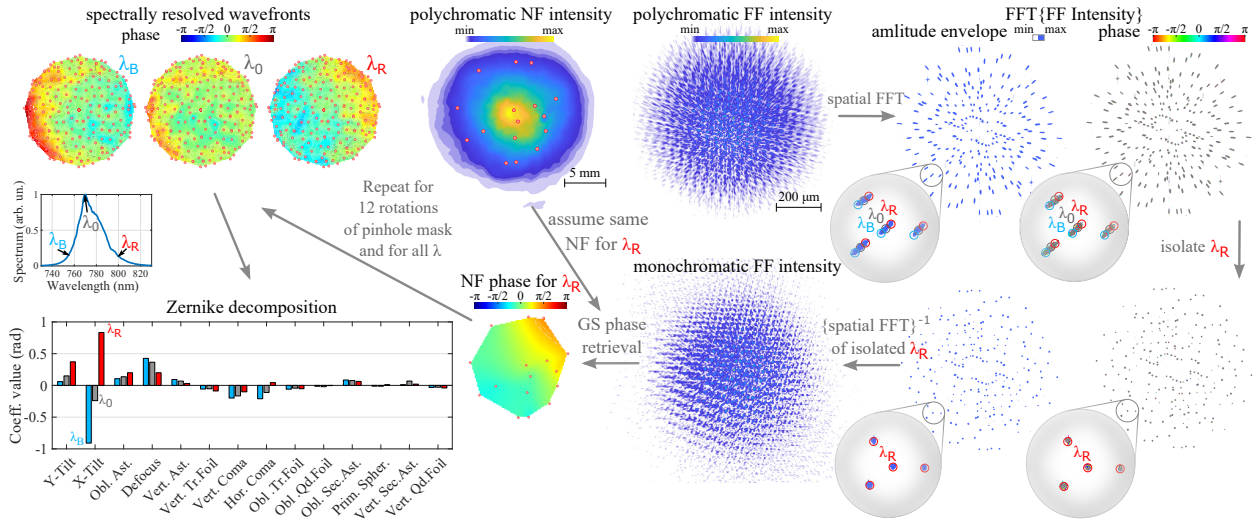 spectrally resolved wavefronts
phase -π -π/2 0 π/2 π
λB
λ0
λR
polychromatic NF intensity
min max
5 mm
polychromatic FF intensity
min max
200 µm
spatial FFT
FFT{FF Intensity}
amlitude envelope
min max
phase
-π -π/2 0 π/2 π
λR
λ0
λB
λR
λ0
λB
isolate λR
Spectrum (arb. un.)
1
0.5
0
λB
λ0
λR
740 760 780 800 820
Wavelength (nm)
Repeat for
12 rotations
of pinhole mask
and for all λ
assume same
NF for λR
NF phase for λR
-π -π/2 0 π/2 π
GS phase
retrieval
monochromatic FF intensity
{spatial FFT}-1
of isolated λR
λR
λR
Zernike decomposition
Coeff. value (rad)
1
0.5
0
-0.5
-1
λR
λ0
λB
Y-Tilt
X-Tilt
Obl. Ast.
Defocus
Vert. Ast.
Vert. Tr.Foil
Vert. Coma
Hor. Coma
Obl. Tr.Foil
Obl. Qd.Foil
Obl. Sec.Ast.
Prim. Spher.
Vert. Sec.Ast.
Vert. Qd.Foil